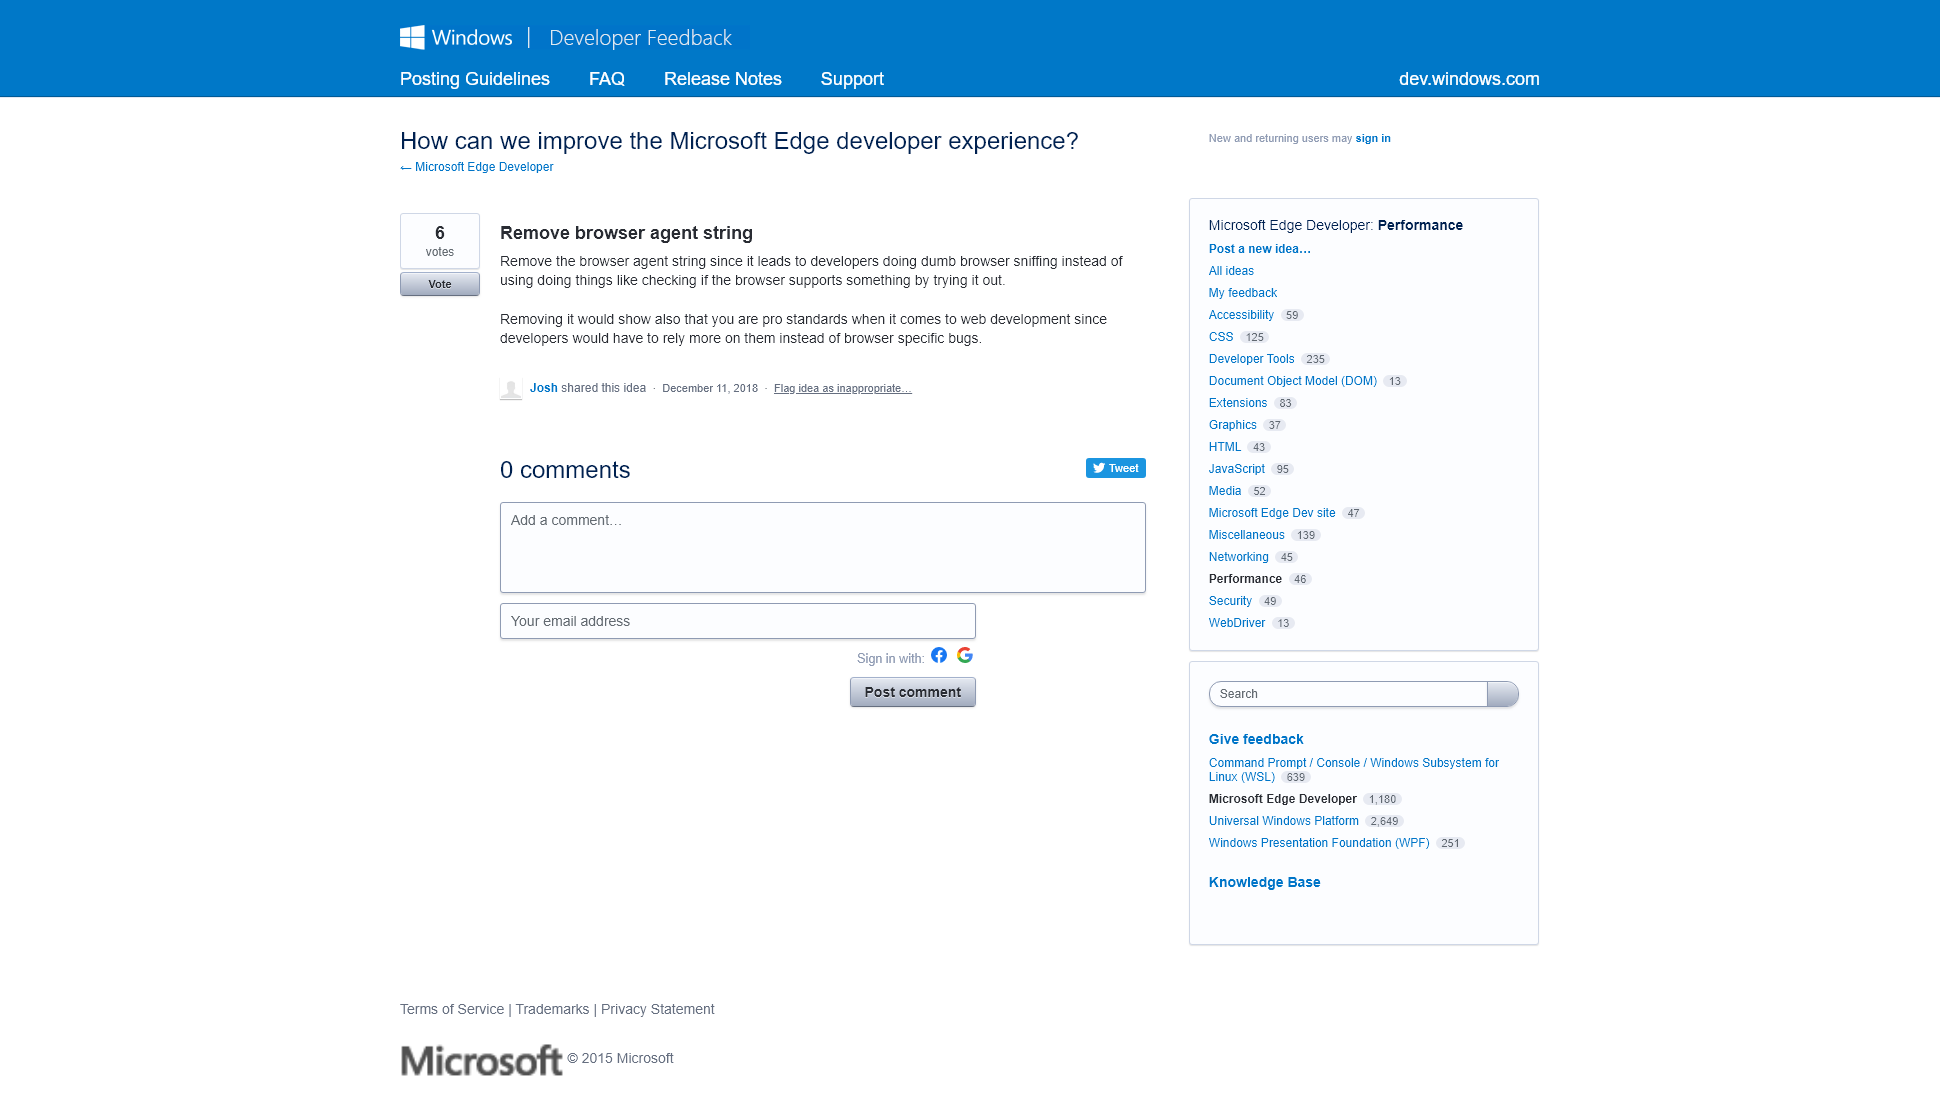 Windows | Developer Feedback
Posting Guidelines FAQ Release Notes Support dev.windows.com
How can we improve the Microsoft Edge developer experience?
← Microsoft Edge Developer
New and returning users may sign in
6
votes
Vote
Remove browser agent string
Remove the browser agent string since it leads to developers doing dumb browser sniffing instead of
using doing things like checking if the browser supports something by trying it out.
Removing it would show also that you are pro standards when it comes to web development since
developers would have to rely more on them instead of browser specific bugs.
Josh shared this idea · December 11, 2018 · Flag idea as inappropriate…
0 comments
Tweet
Add a comment…
Your email address
Sign in with:
Post comment
Microsoft Edge Developer: Performance
Post a new idea…
All ideas
My feedback
Accessibility 59
CSS 125
Developer Tools 235
Document Object Model (DOM) 13
Extensions 83
Graphics 37
HTML 43
JavaScript 95
Media 52
Microsoft Edge Dev site 47
Miscellaneous 139
Networking 45
Performance 46
Security 49
WebDriver 13
Search
Give feedback
Command Prompt / Console / Windows Subsystem for
Linux (WSL) 639
Microsoft Edge Developer 1,180
Universal Windows Platform 2,649
Windows Presentation Foundation (WPF) 251
Knowledge Base
Terms of Service | Trademarks | Privacy Statement
Microsoft © 2015 Microsoft